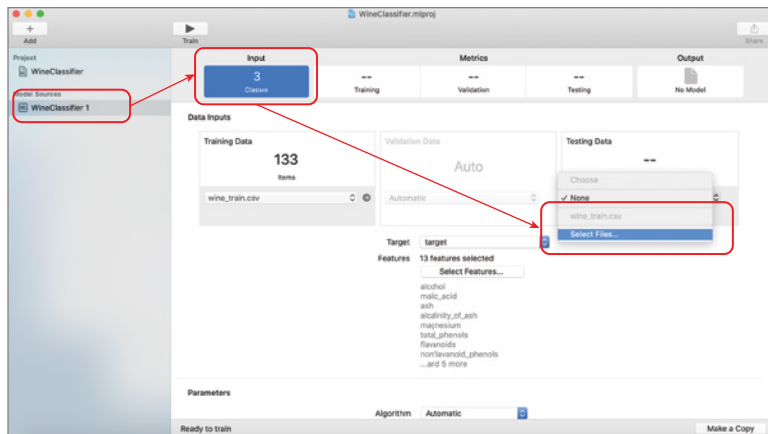 WineClassifier.mlproj
Add
Train
Share
Project
WineClassifier
Model Sources
WineClassifier 1
Input
Metrics
Output
3
Classes
--
Training
--
Validation
--
Testing
No Model
Data Inputs
Training Data
133
Items
wine_train.csv
Validation Data
Auto
Automatic
Testing Data
--
Choose
✓ None
wine_train.csv
Select Files...
Target target
Features 13 features selected
Select Features...
alcohol
malic_acid
ash
alcalinity_of_ash
magnesium
total_phenols
flavanoids
nonflavanoid_phenols
...and 5 more
Parameters
Algorithm Automatic
Ready to train
Make a Copy